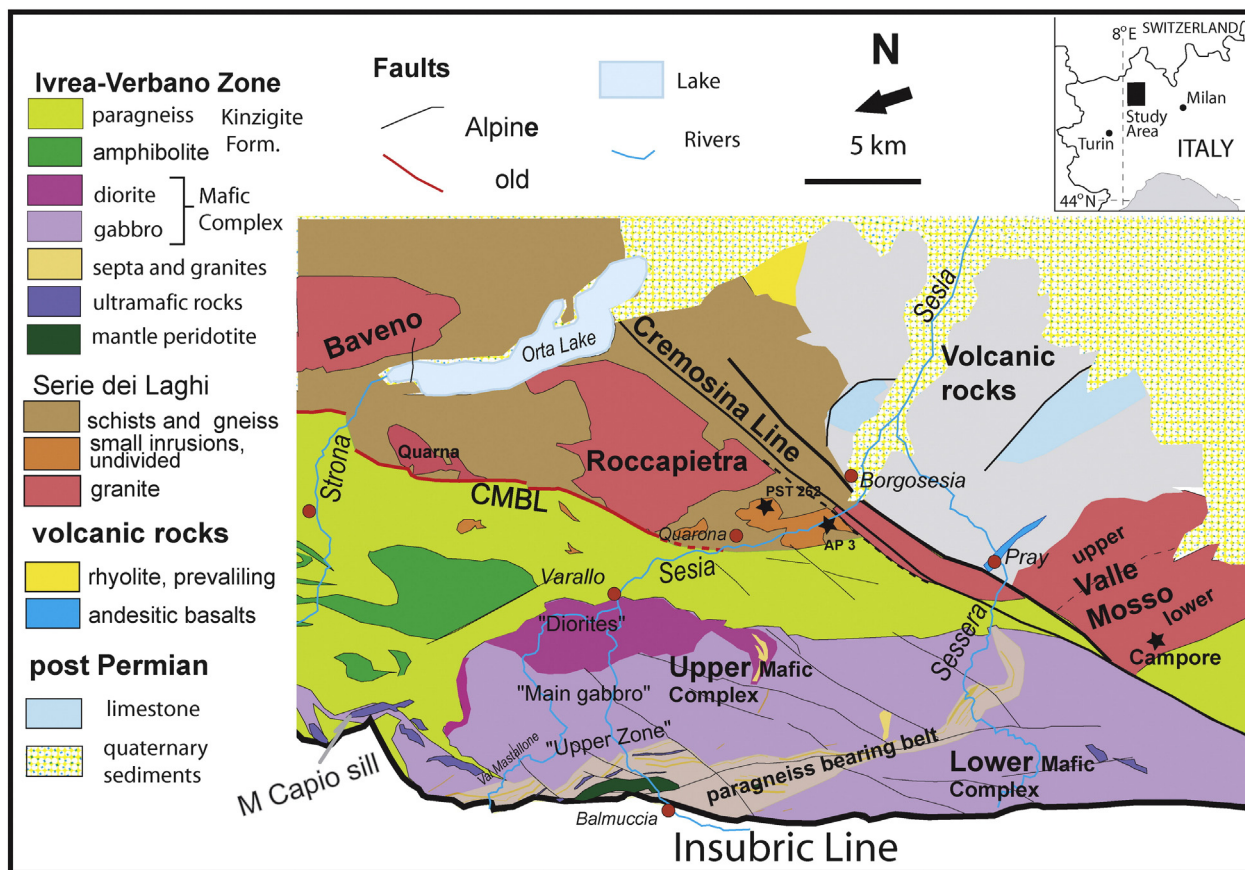 Ivrea-Verbano Zone
paragneiss
Kinzigite
Form.
amphibolite
diorite
gabbro
Mafic
Complex
septa and granites
ultramafic rocks
mantle peridotite
Serie dei Laghi
schists and gneiss
small inrusions,
undivided
granite
volcanic rocks
rhyolite, prevaliling
andesitic basalts
post Permian
limestone
quaternary
sediments
Faults
Alpine
old
Lake
Rivers
N
5 km
8°E
SWITZERLAND
Milan
Study
Area
Turin
ITALY
44°N
Baveno
Orta Lake
Cremosina Line
Sesia
Volcanic
rocks
Strona
Quarna
Roccapietra
CMBL
PST 262
Borgosesia
Quarona
AP 3
Sesia
Varallo
Pray
upper
Valle
Mosso
lower
Campore
Sessera
"Diorites"
Upper Mafic
Complex
"Main gabbro"
"Upper Zone"
Val Mastallone
paragneiss bearing belt
Lower Mafic
Complex
M Capio sill
Balmuccia
Insubric Line